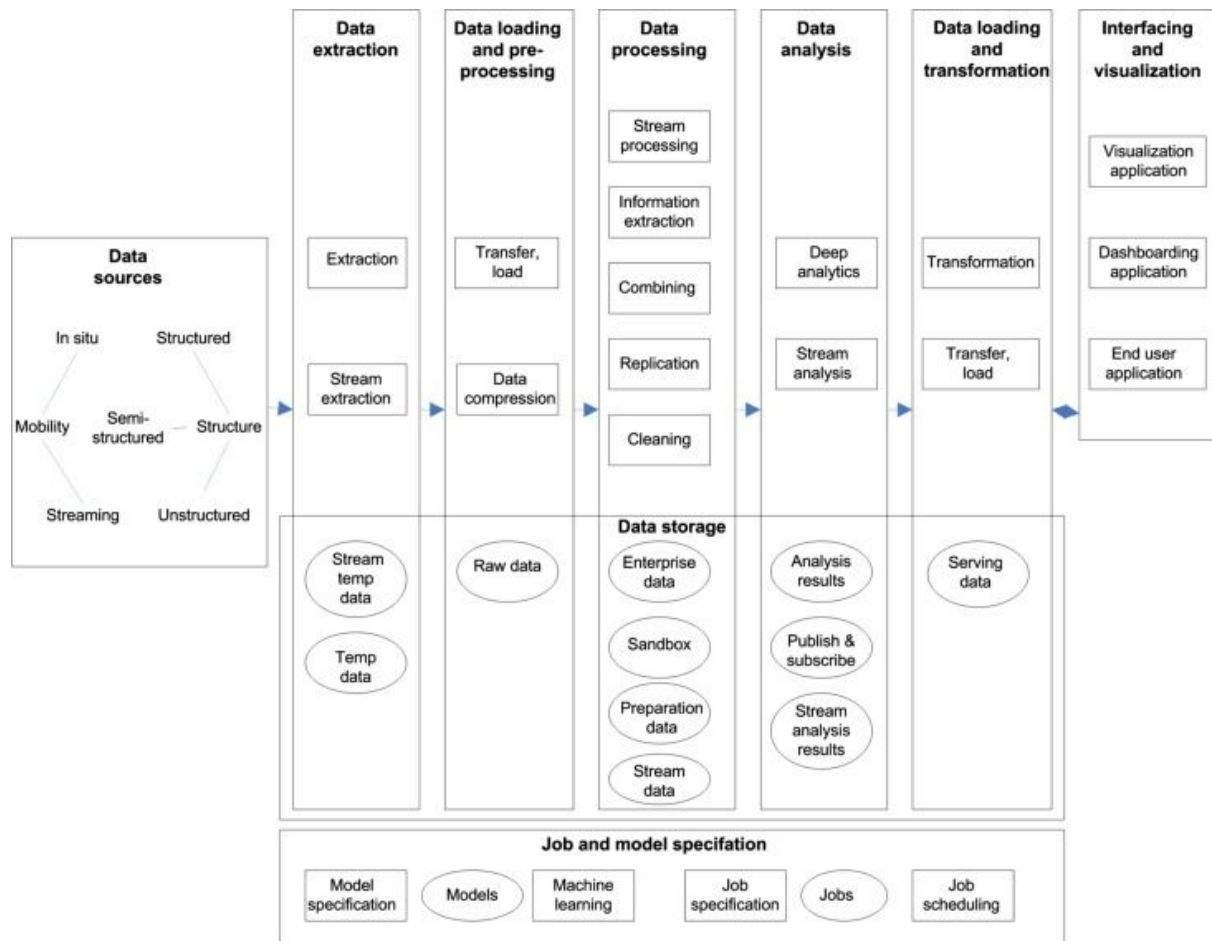 Data
extraction
Data loading
and pre-
processing
Data
processing
Data
analysis
Data loading
and
transformation
Interfacing
and
visualization
Stream
processing
Visualization
application
Information
extraction
Data
sources
Extraction
Transfer,
load
Combining
Deep
analytics
Transformation
Dashboarding
application
In situ
Structured
Stream
extraction
Data
compression
Replication
Stream
analysis
Transfer,
load
End user
application
Mobility
Semi-
structured
Structure
Cleaning
Streaming
Unstructured
Data storage
Stream
temp
data
Raw data
Enterprise
data
Analysis
results
Serving
data
Temp
data
Sandbox
Publish &
subscribe
Preparation
data
Stream
analysis
results
Stream
data
Job and model specifation
Model
specification
Models
Machine
learning
Job
specification
Jobs
Job
scheduling